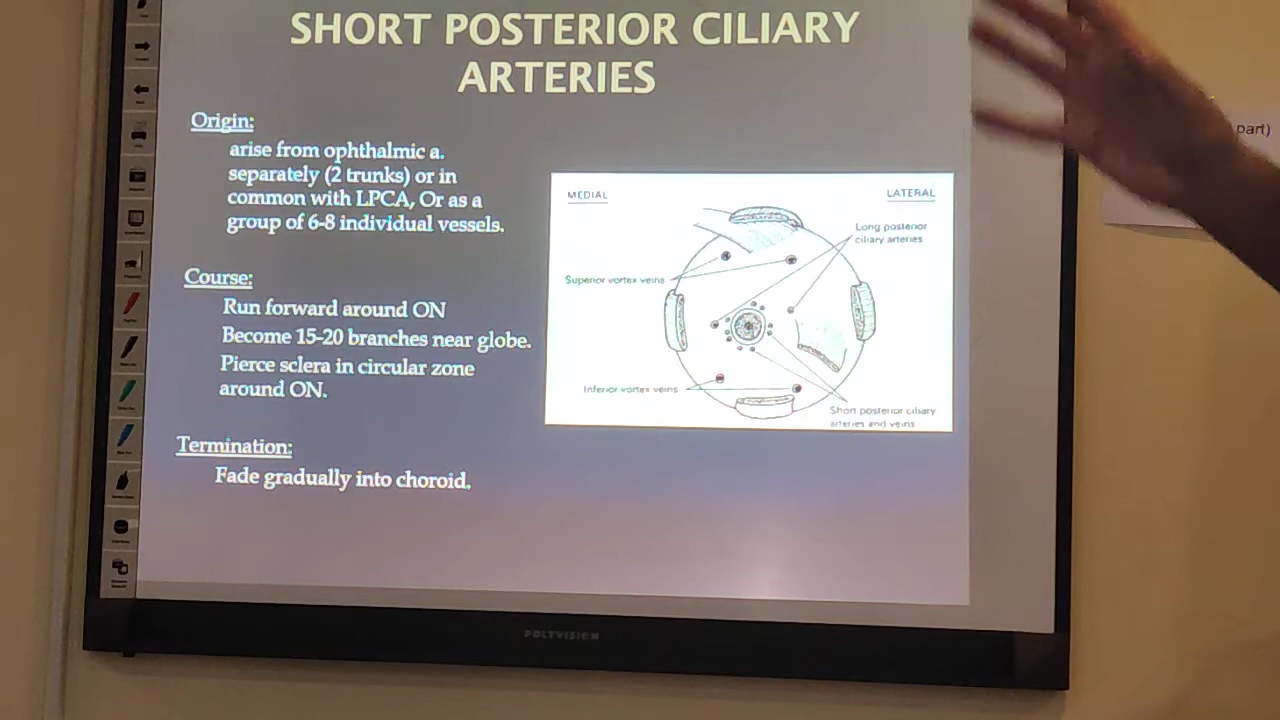 SHORT POSTERIOR CILIARY
ARTERIES
Origin:
arise from ophthalmic a.
separately (2 trunks) or in
common with LPCA, Or as a
group of 6-8 individual vessels.
Course:
Run forward around ON
Become 15-20 branches near globe.
Pierce sclera in circular zone
around ON.
Termination:
Fade gradually into choroid.
MEDIAL
LATERAL
Long posterior
ciliary arteries
Superior vortex veins
Inferior vortex veins
Short posterior ciliary
arteries and veins
part)
POLYVISION